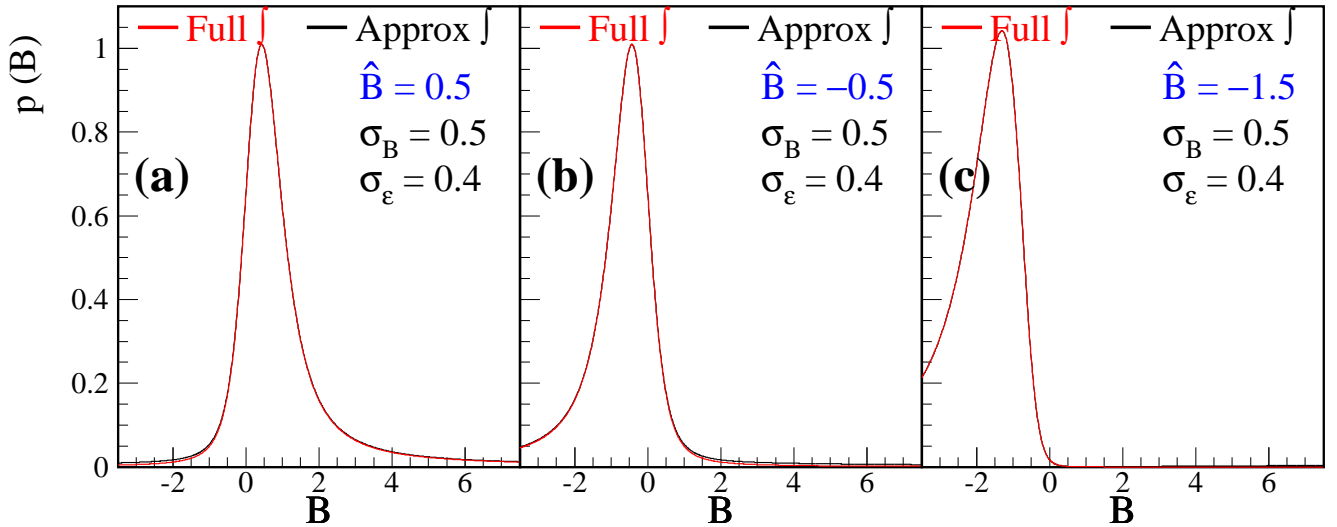 p (B)
1
0.8
0.6
0.4
0.2
0
Full ∫
Approx ∫
B̂ = 0.5
σ_B = 0.5
σ_ε = 0.4
(a)
-2 0 2 4 6
B
Full ∫
Approx ∫
B̂ = −0.5
σ_B = 0.5
σ_ε = 0.4
(b)
-2 0 2 4 6
B
Full ∫
Approx ∫
B̂ = −1.5
σ_B = 0.5
σ_ε = 0.4
(c)
-2 0 2 4 6
B